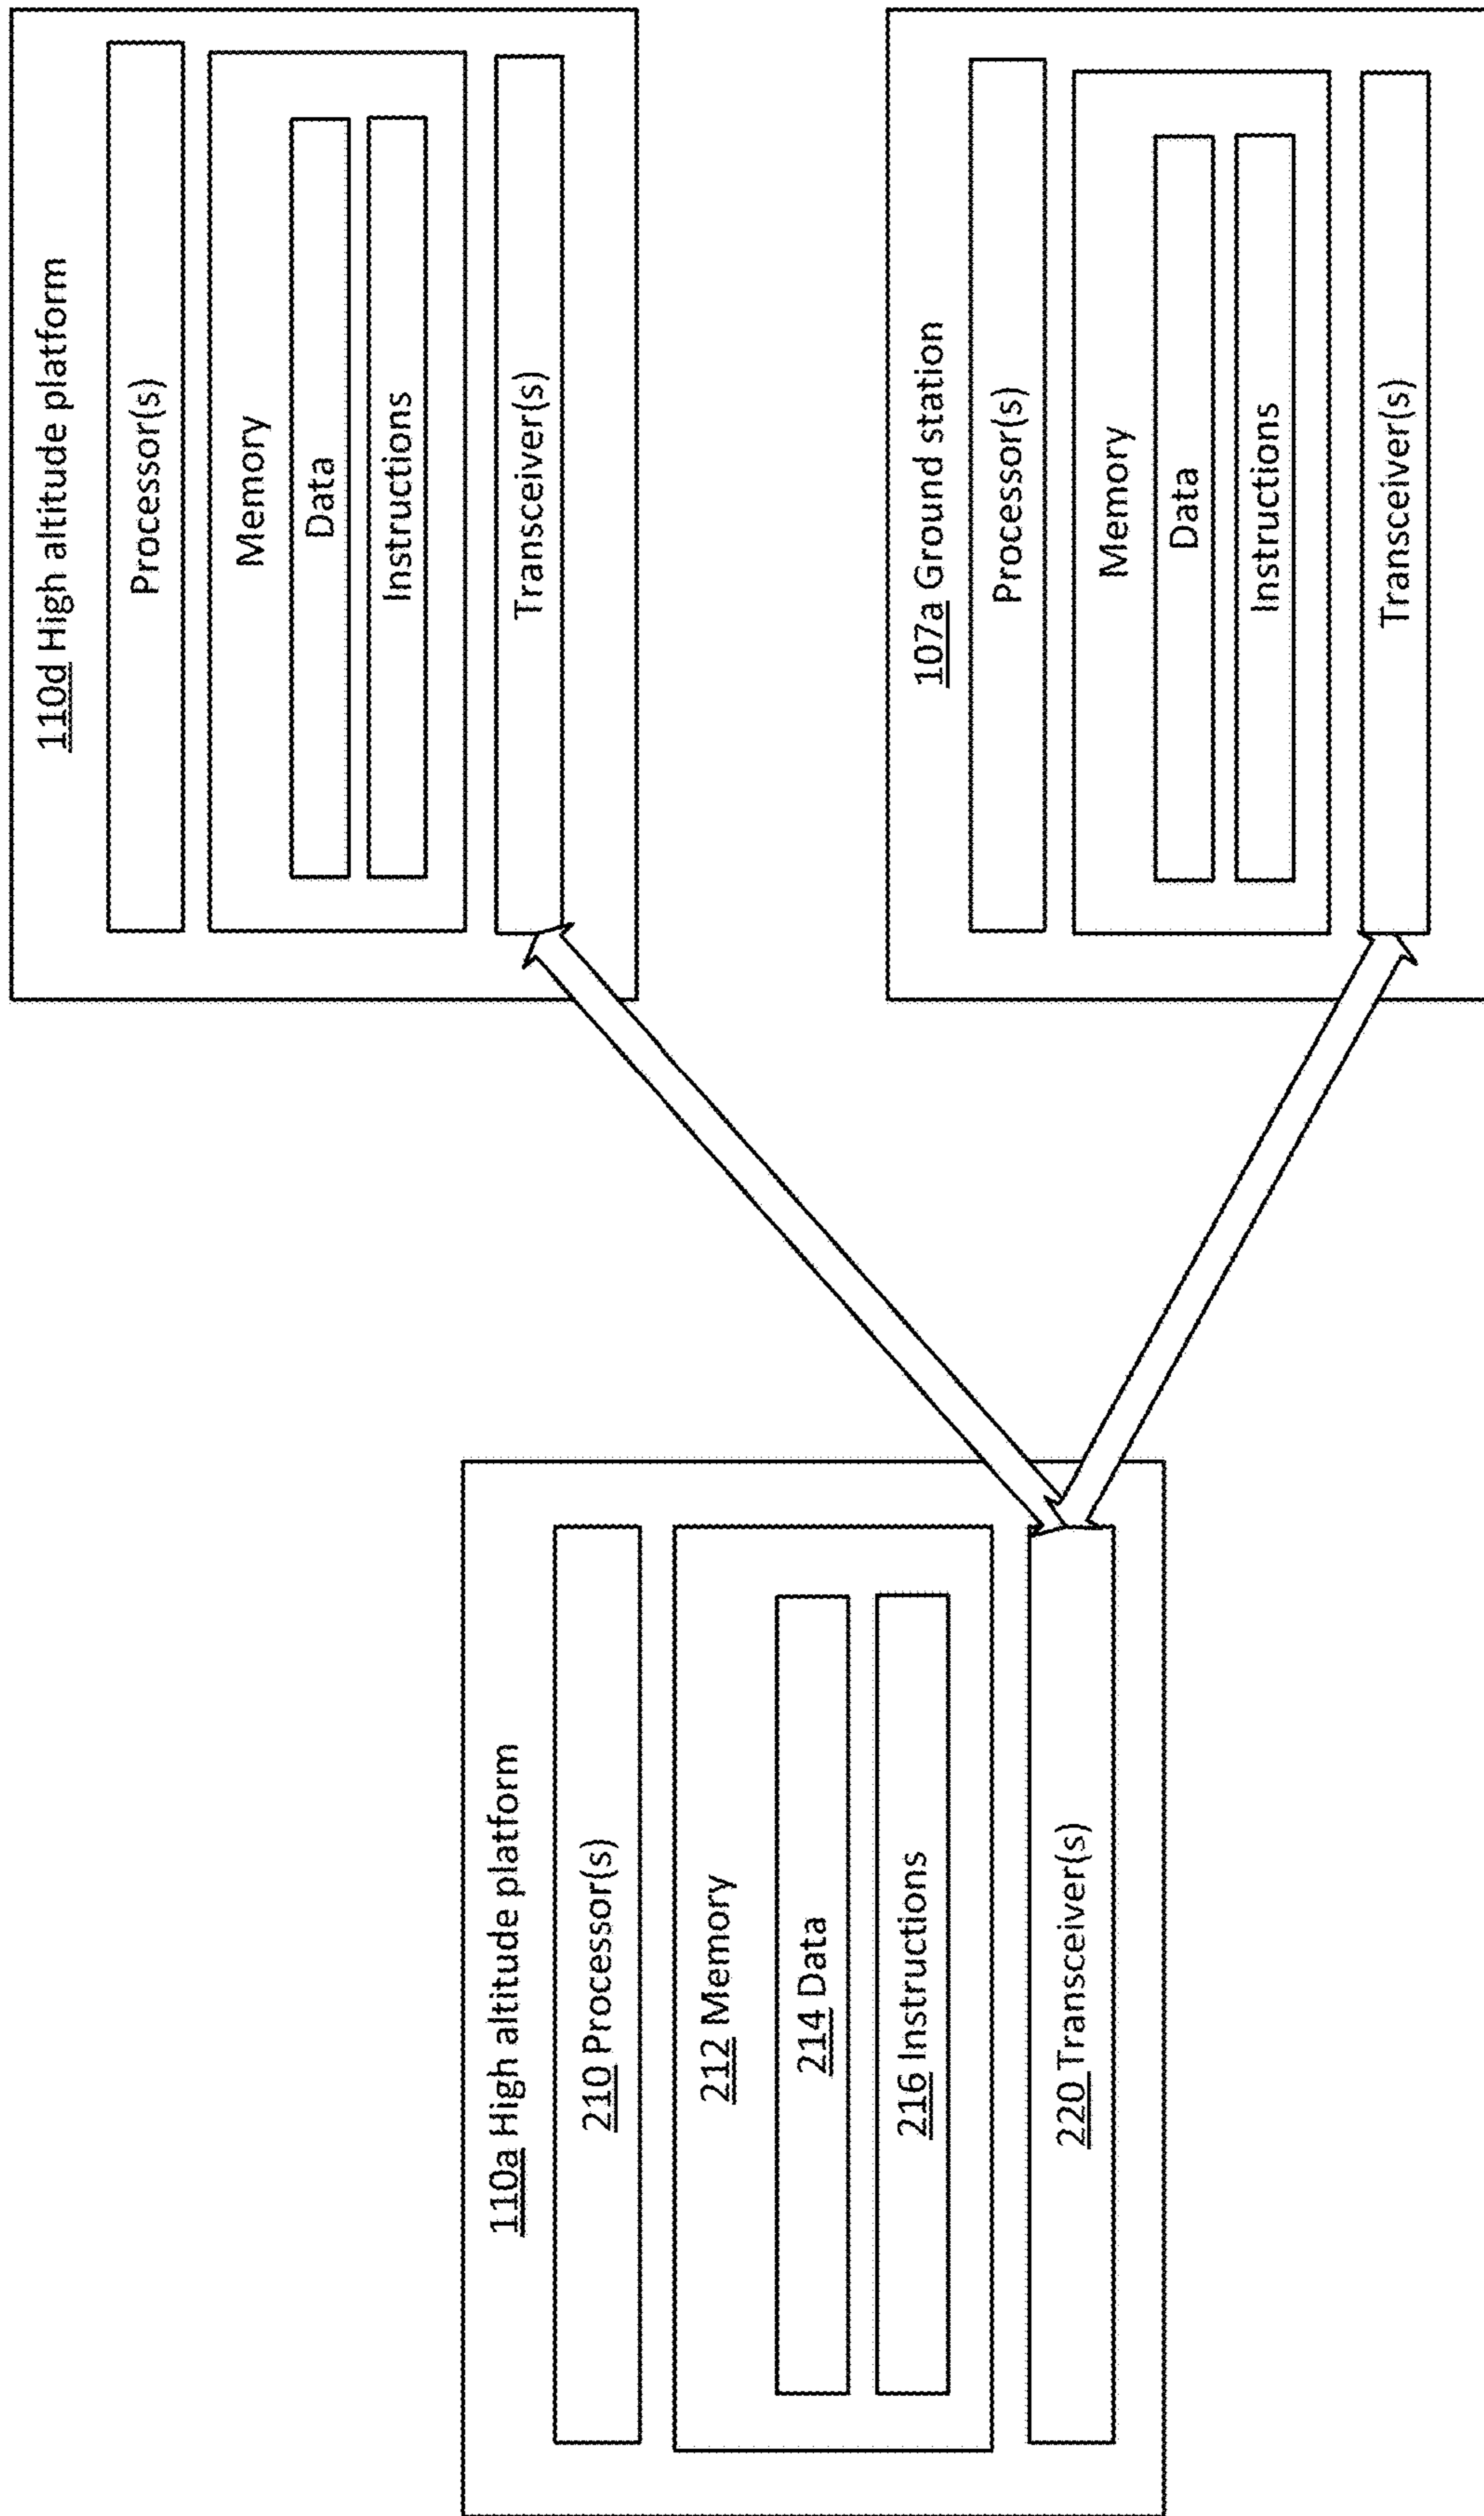 110a High altitude platform
210 Processor(s)
212 Memory
214 Data
216 Instructions
220 Transceiver(s)
110d High altitude platform
Processor(s)
Memory
Data
Instructions
Transceiver(s)
107a Ground station
Processor(s)
Memory
Data
Instructions
Transceiver(s)